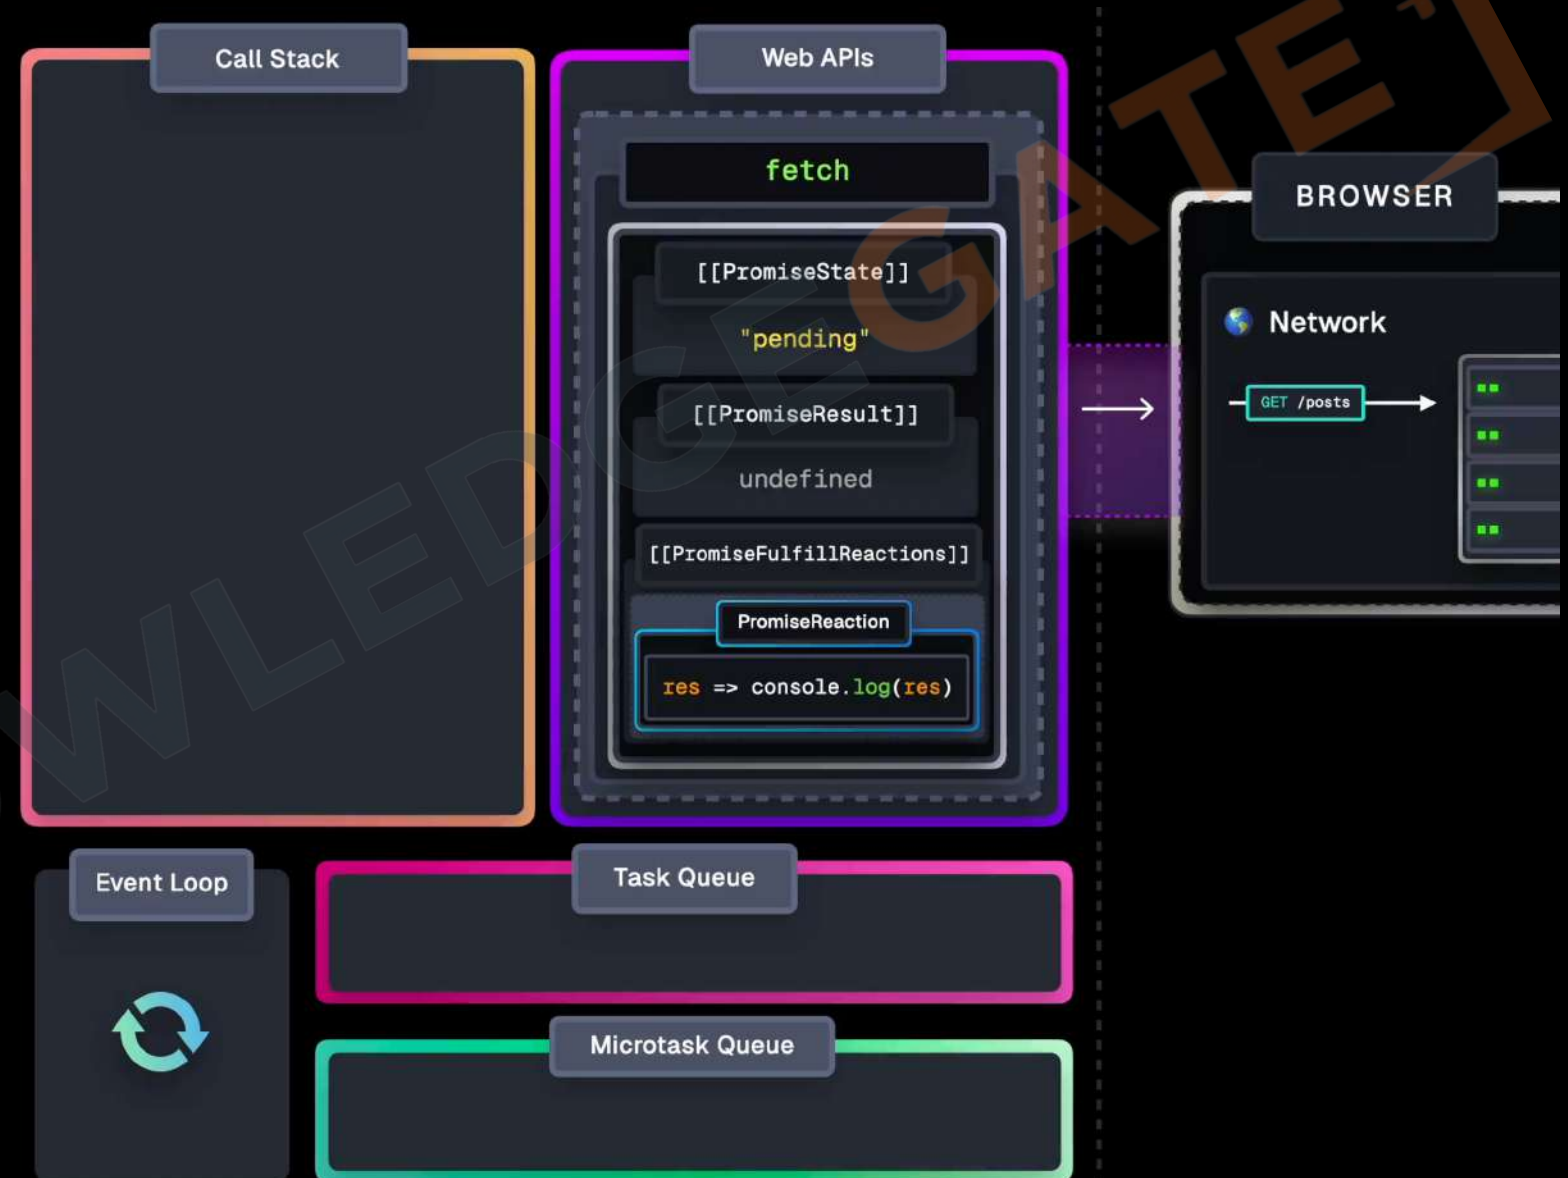 Call Stack
Web APIs
fetch
[[PromiseState]]
"pending"
[[PromiseResult]]
undefined
[[PromiseFulfillReactions]]
PromiseReaction
res => console.log(res)
BROWSER
Network
GET /posts
Event Loop
Task Queue
Microtask Queue
WLEDGEGATE]